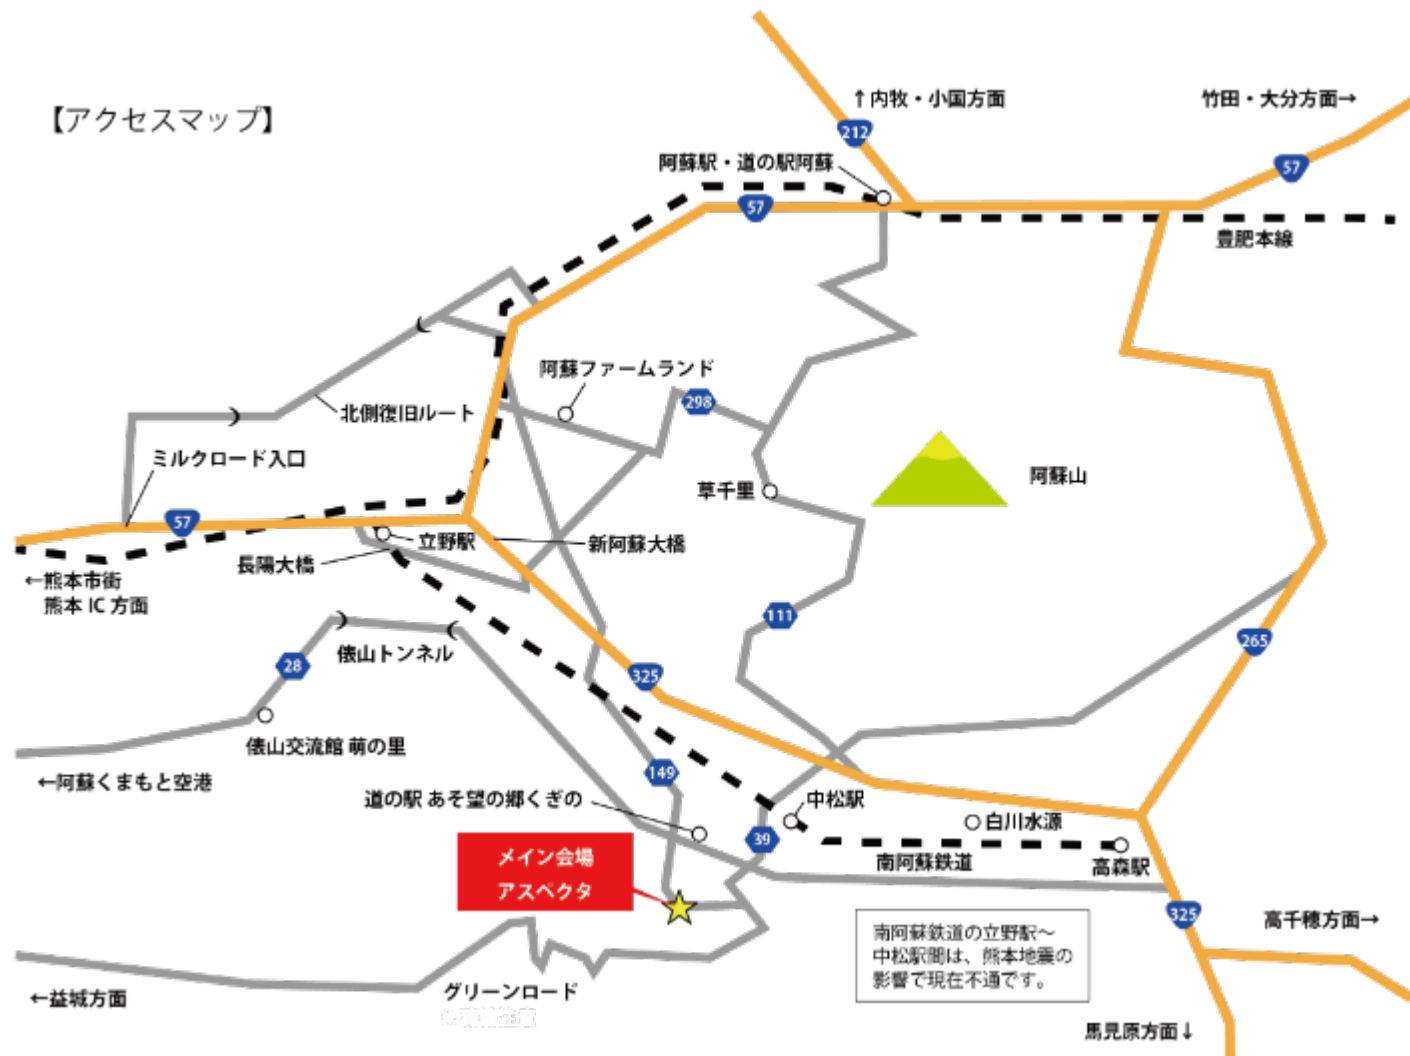 【アクセスマップ】
↑内牧・小国方面
竹田・大分方面→
212
57
阿蘇駅・道の駅阿蘇
57
豊肥本線
阿蘇ファームランド
298
北側復旧ルート
ミルクロード入口
阿蘇山
草千里
57
立野駅
新阿蘇大橋
長陽大橋
←熊本市街
熊本 IC 方面
111
265
俵山トンネル
28
325
俵山交流館 萌の里
←阿蘇くまもと空港
149
道の駅 あそ望の郷くぎの
中松駅
白川水源
39
メイン会場
アスペクタ
南阿蘇鉄道
高森駅
325
高千穂方面→
南阿蘇鉄道の立野駅～
中松駅間は、熊本地震の
影響で現在不通です。
グリーンロード
←益城方面
馬見原方面↓